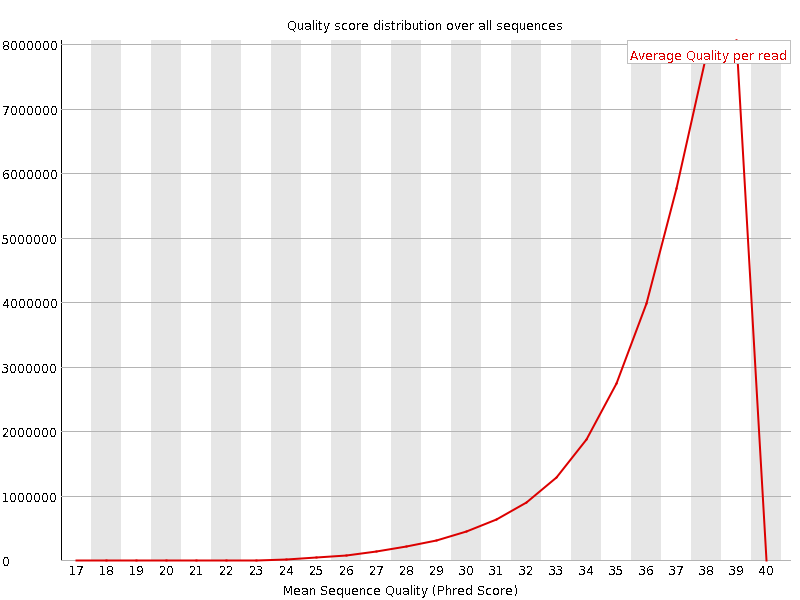 Quality score distribution over all sequences
Average Quality per read
8000000
7000000
6000000
5000000
4000000
3000000
2000000
1000000
0
17 18 19 20 21 22 23 24 25 26 27 28 29 30 31 32 33 34 35 36 37 38 39 40
Mean Sequence Quality (Phred Score)